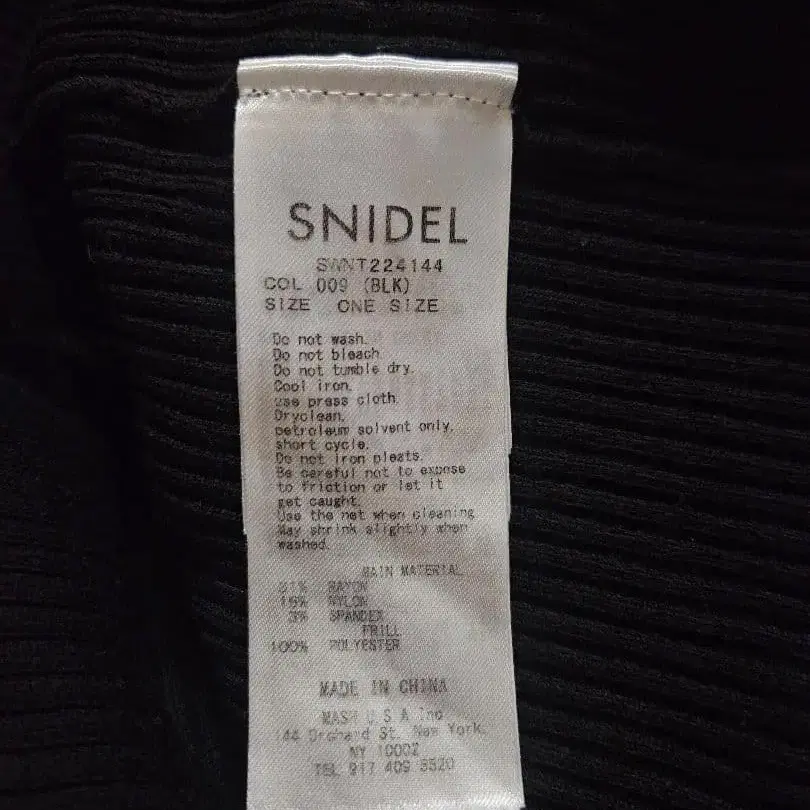 SNIDEL
SWNT224144
COL 009 (BLK)
SIZE ONE SIZE
Do not wash.
Do not bleach
Do not tumble dry.
Cool iron.
use press cloth
Dryclean.
petroleum solvent only.
short cycle.
Do not iron pleats.
Be careful not to expose
to friction or let it
get caught.
Use the net when cleaning
May shrink slightly when
washed.
MAIN MATERIAL
81% RAYON
16% NYLON
3% SPANDEX
FRILL
100% POLYESTER
MADE IN CHINA
MASH U S A Inc
144 Orchard St. New York.
NY 10002
TEL 917 409 5520